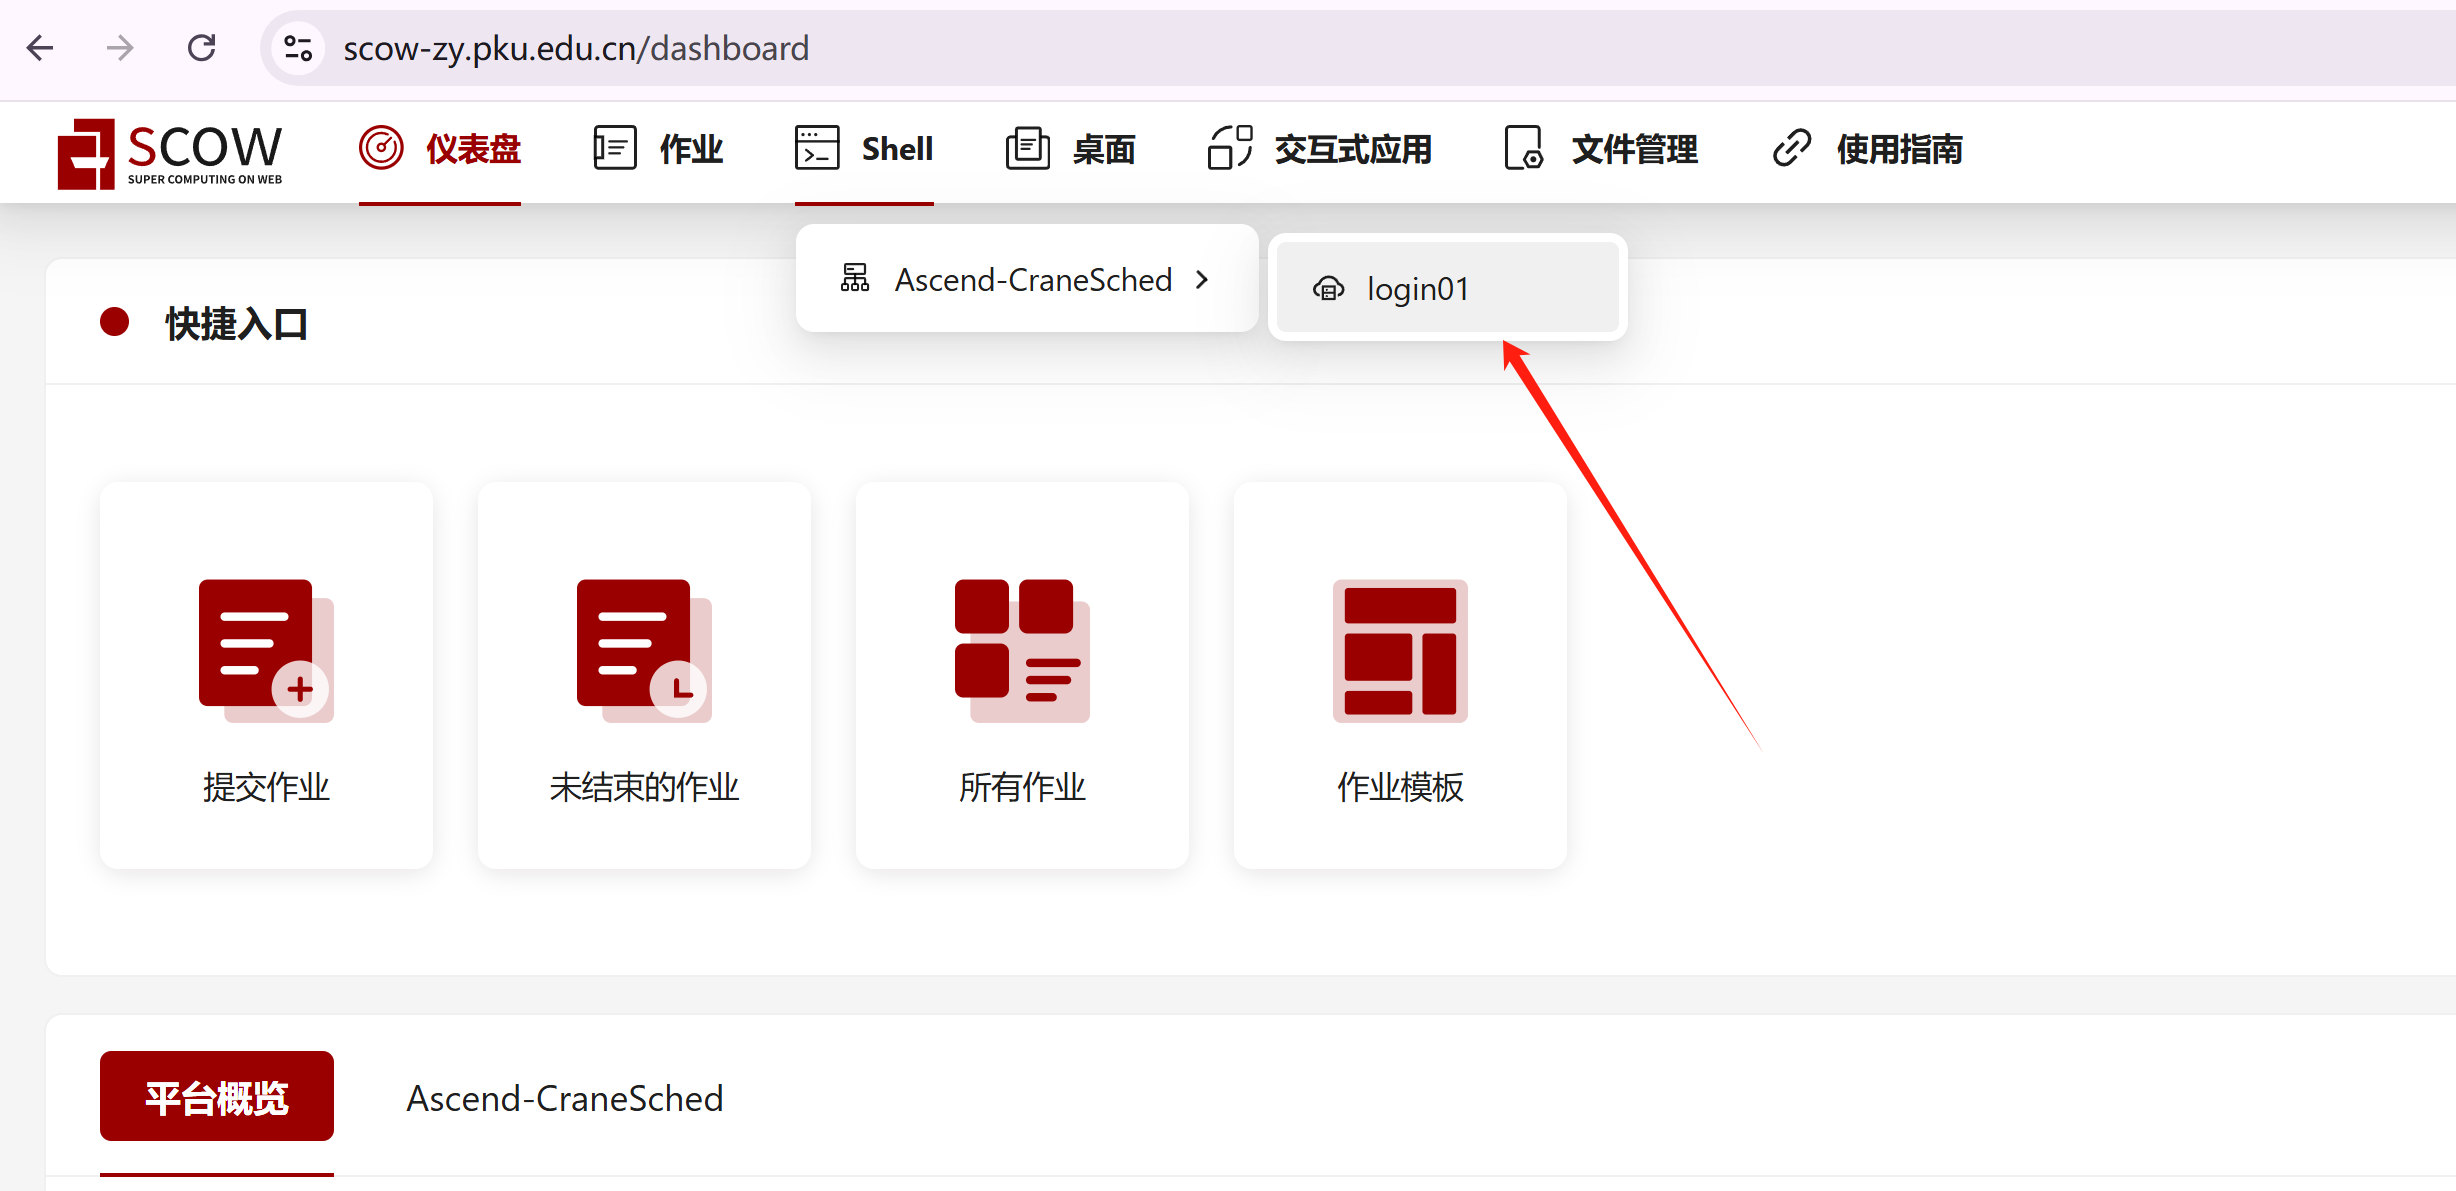 scow-zy.pku.edu.cn/dashboard
SCOW
SUPER COMPUTING ON WEB
仪表盘
作业
Shell
桌面
交互式应用
文件管理
使用指南
Ascend-CraneSched
login01
快捷入口
提交作业
未结束的作业
所有作业
作业模板
平台概览
Ascend-CraneSched